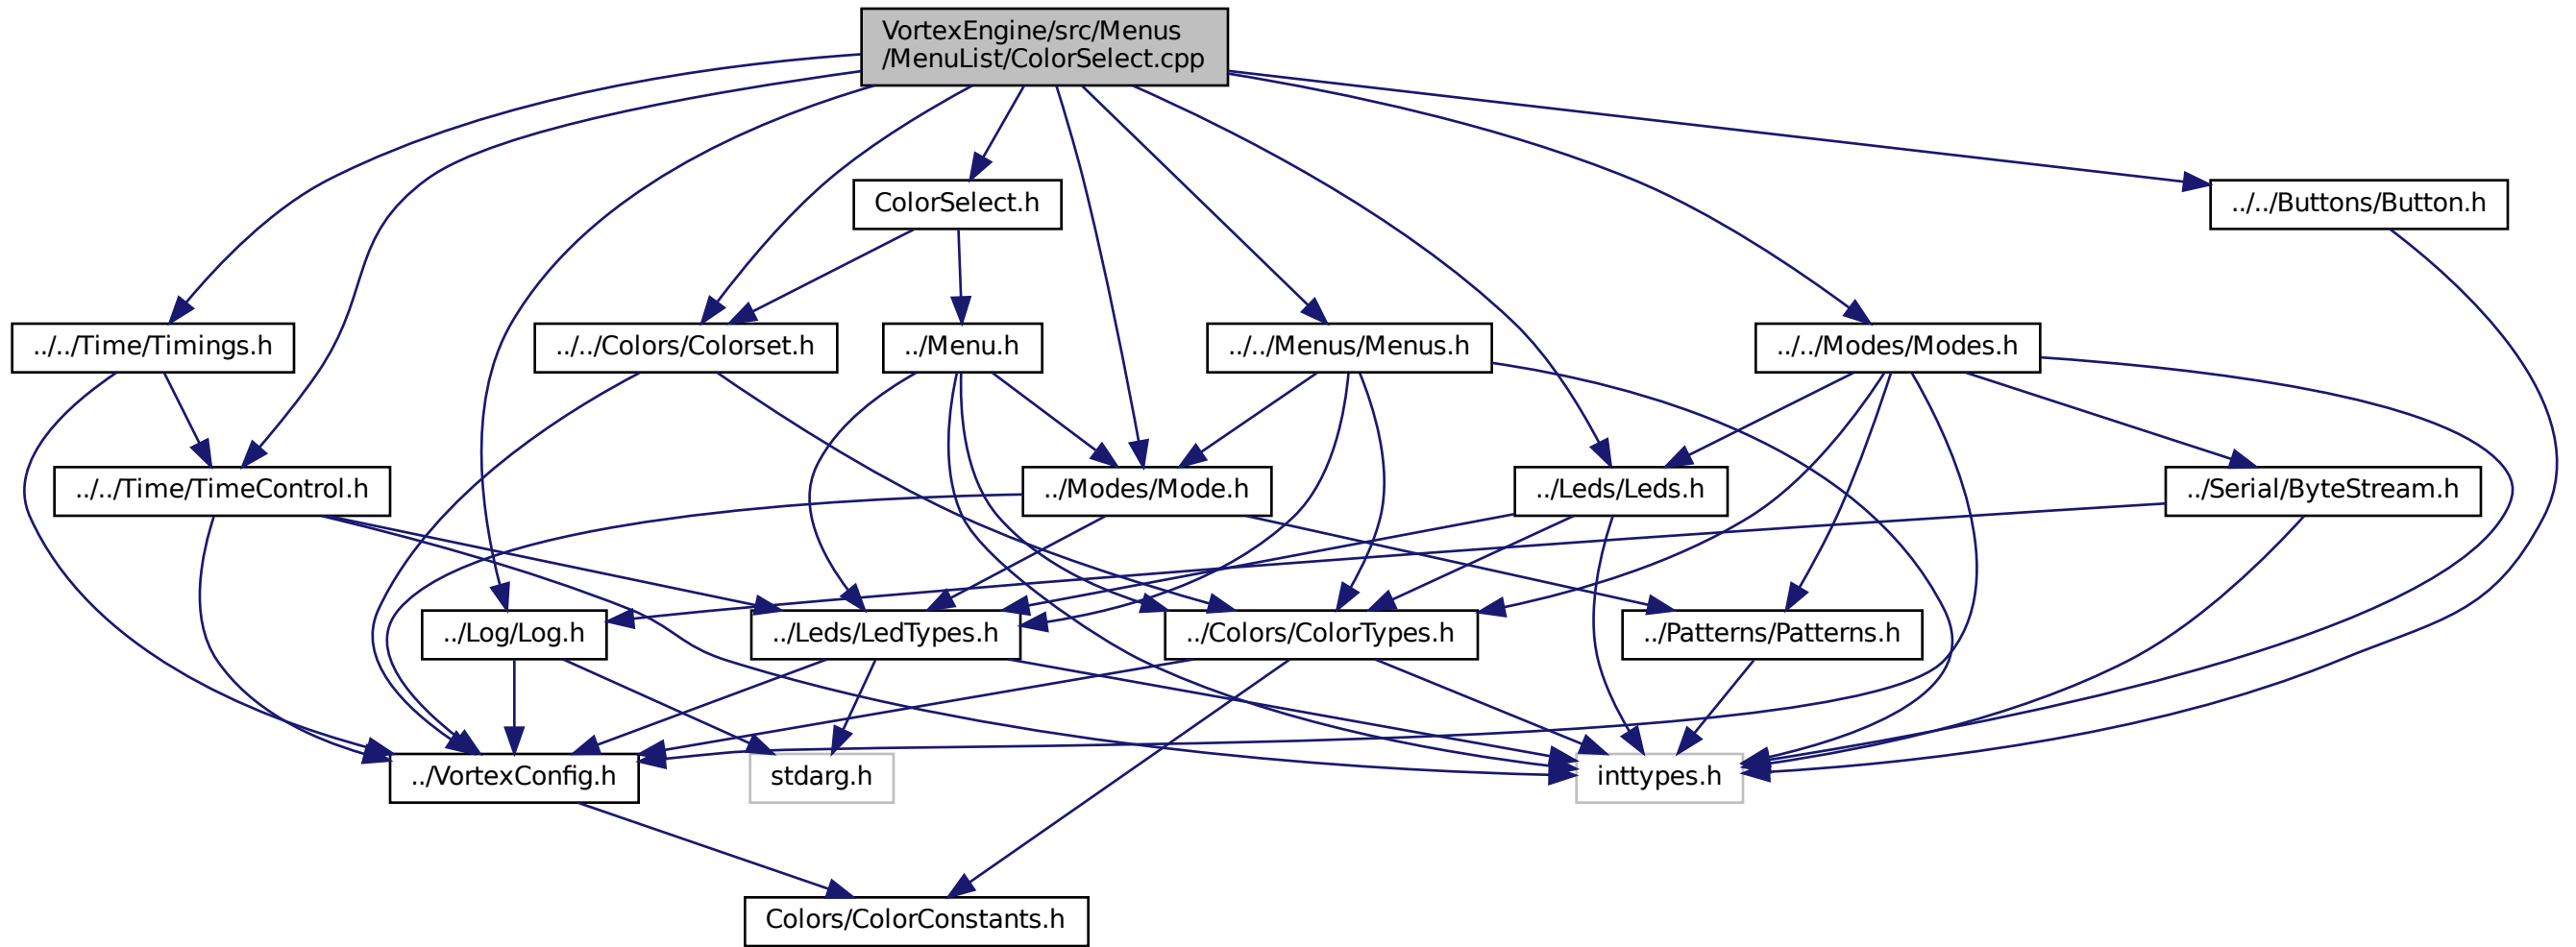 VortexEngine/src/Menus
/MenuList/ColorSelect.cpp
ColorSelect.h
../../Buttons/Button.h
../../Time/Timings.h
../../Colors/Colorset.h
../Menu.h
../../Menus/Menus.h
../../Modes/Modes.h
../../Time/TimeControl.h
../Modes/Mode.h
../Leds/Leds.h
../Serial/ByteStream.h
../Log/Log.h
../Leds/LedTypes.h
../Colors/ColorTypes.h
../Patterns/Patterns.h
../VortexConfig.h
stdarg.h
inttypes.h
Colors/ColorConstants.h